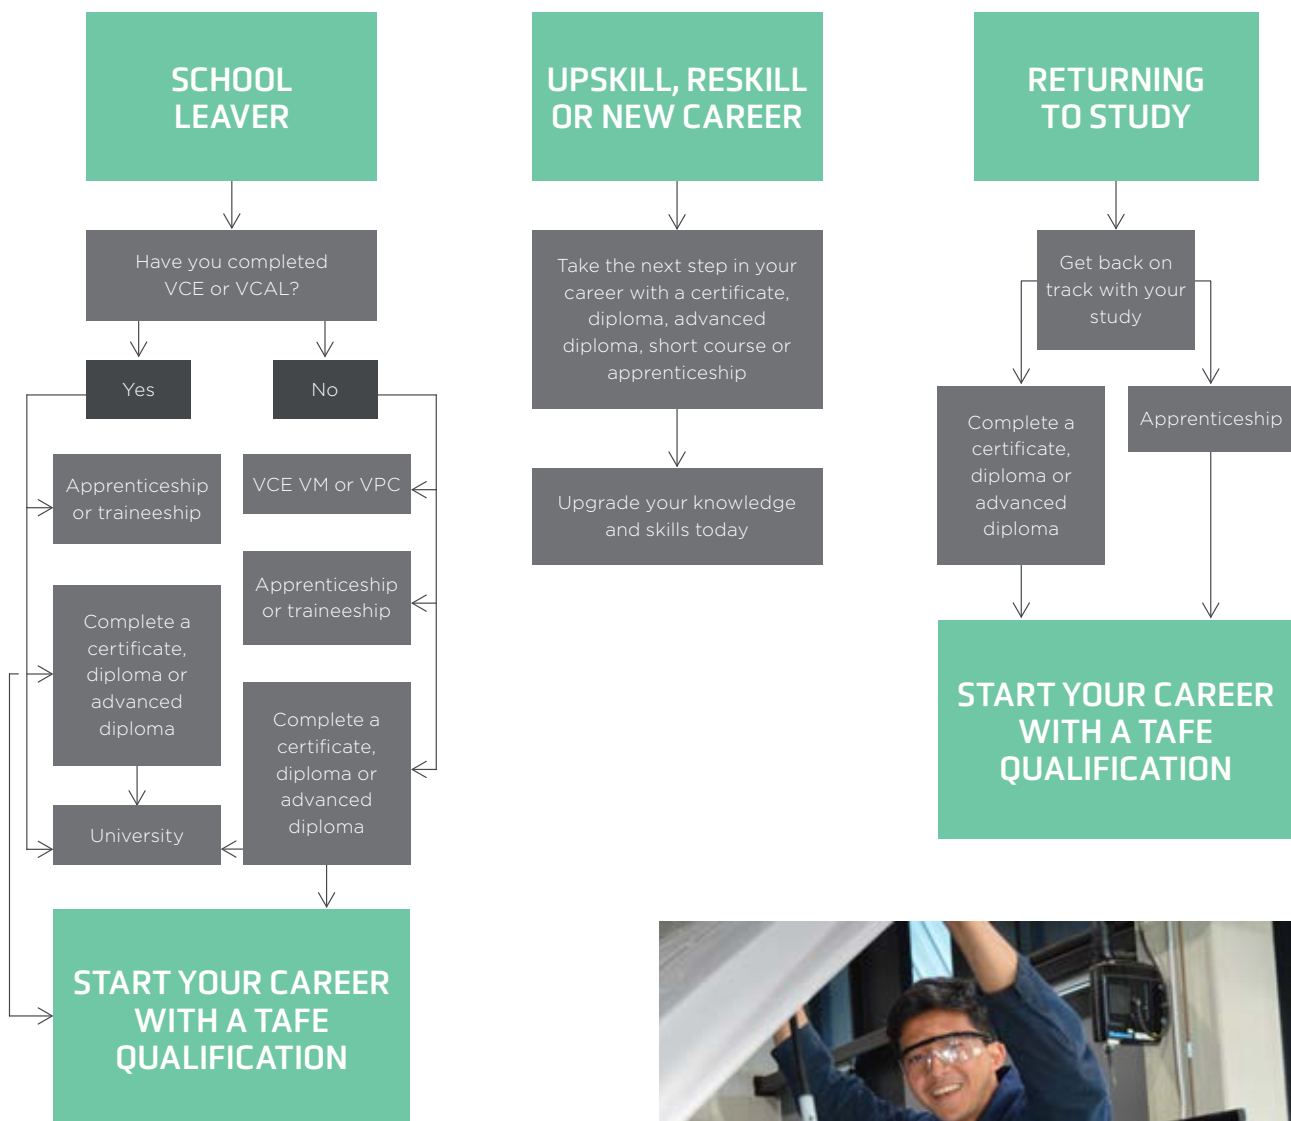 SCHOOL
LEAVER
Have you completed
VCE or VCAL?
Yes
No
Apprenticeship
or traineeship
Complete a
certificate,
diploma or
advanced
diploma
University
VCE VM or VPC
Apprenticeship
or traineeship
Complete a
certificate,
diploma or
advanced
diploma
START YOUR CAREER
WITH A TAFE
QUALIFICATION
UPSKILL, RESKILL
OR NEW CAREER
Take the next step in your
career with a certificate,
diploma, advanced
diploma, short course or
apprenticeship
Upgrade your knowledge
and skills today
RETURNING
TO STUDY
Get back on
track with your
study
Complete a
certificate,
diploma or
advanced
diploma
Apprenticeship
START YOUR CAREER
WITH A TAFE
QUALIFICATION